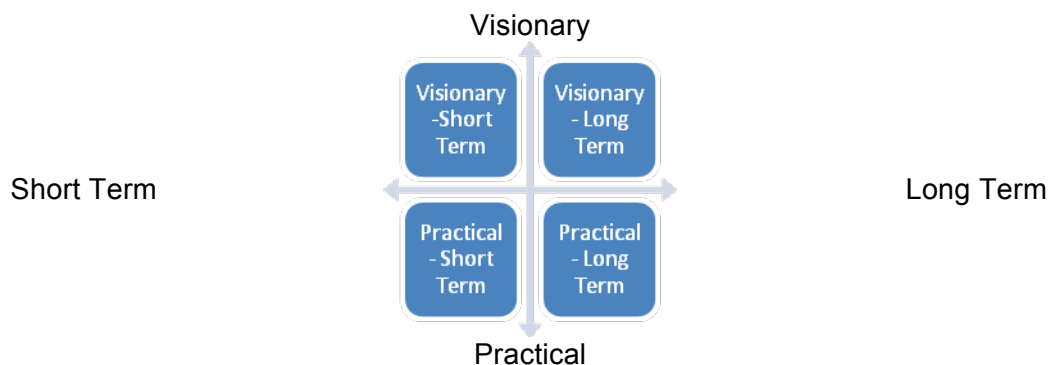 Visionary
Visionary
-Short
Term
Visionary
- Long
Term
Short Term
Long Term
Practical
- Short
Term
Practical
- Long
Term
Practical